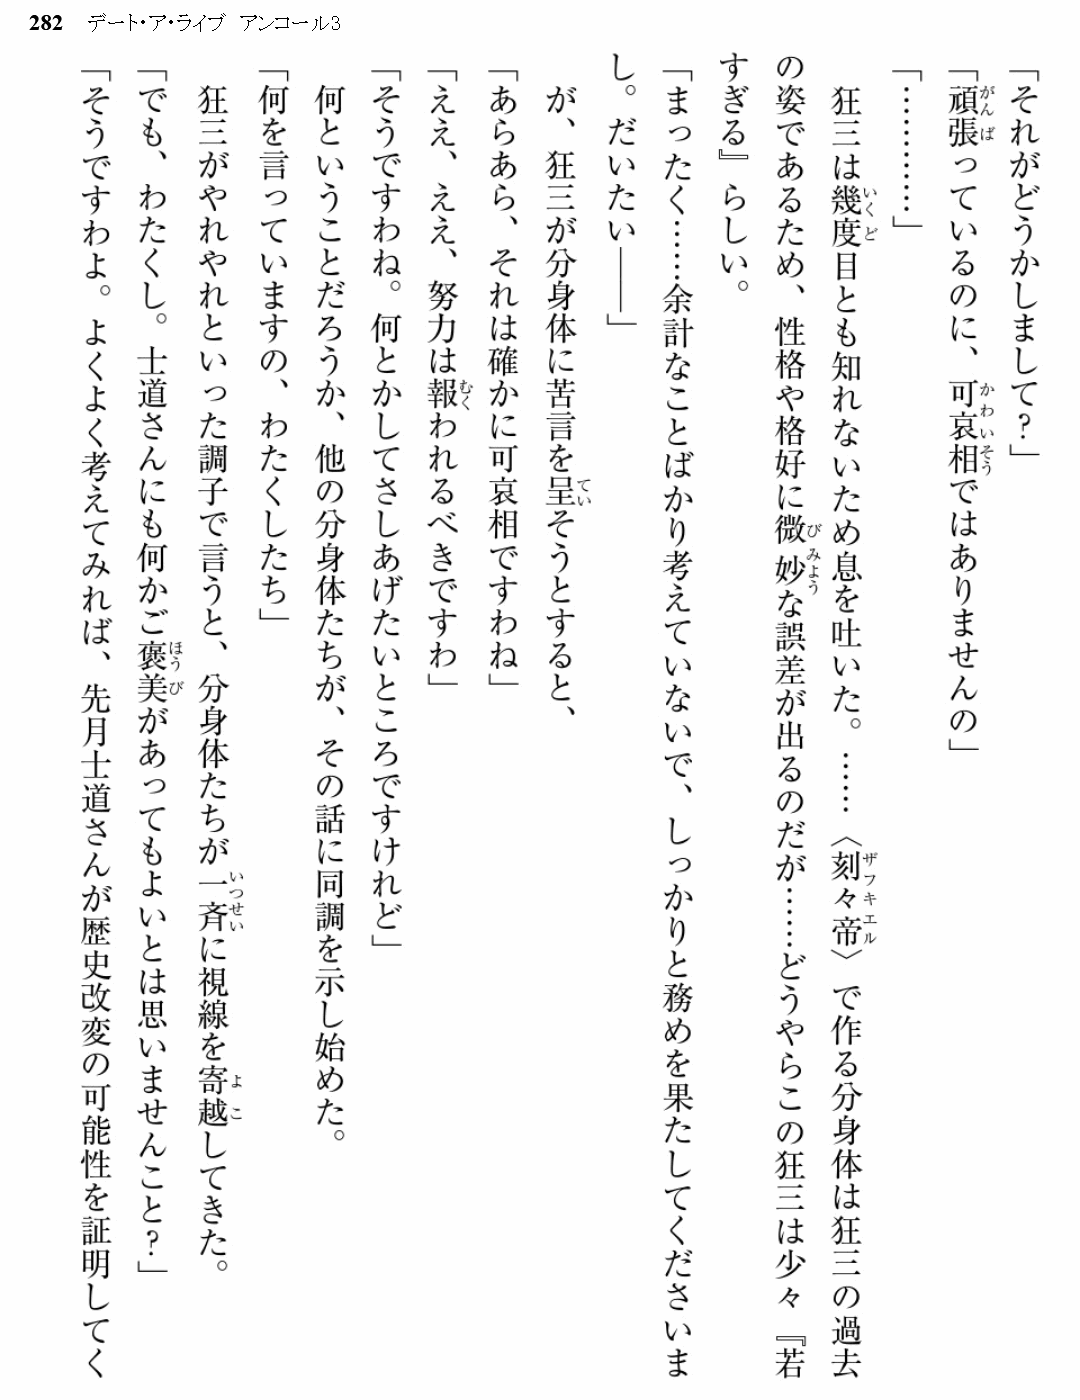 282 デート・ア・ライブ アンコール3
「それがどうかしまして？」
「頑張っているのに、可哀相ではありませんの」
「…………」
狂三は幾度目とも知れないため息を吐いた。……〈刻々帝〉で作る分身体は狂三の過去
の姿であるため、性格や格好に微妙な誤差が出るのだが……どうやらこの狂三は少々『若
すぎる』らしい。
「まったく……余計なことばかり考えていないで、しっかりと務めを果たしてくださいま
し。だいたい――」
が、狂三が分身体に苦言を呈そうとすると、
「あらあら、それは確かに可哀相ですわね」
「ええ、ええ、努力は報われるべきですわ」
「そうですわね。何とかしてさしあげたいところですけれど」
何ということだろうか、他の分身体たちが、その話に同調を示し始めた。
「何を言っていますの、わたくしたち」
狂三がやれやれといった調子で言うと、分身体たちが一斉に視線を寄越してきた。
「でも、わたくし。士道さんにも何かご褒美があってもよいとは思いませんこと？」
「そうですわよ。よくよく考えてみれば、先月士道さんが歴史改変の可能性を証明してく